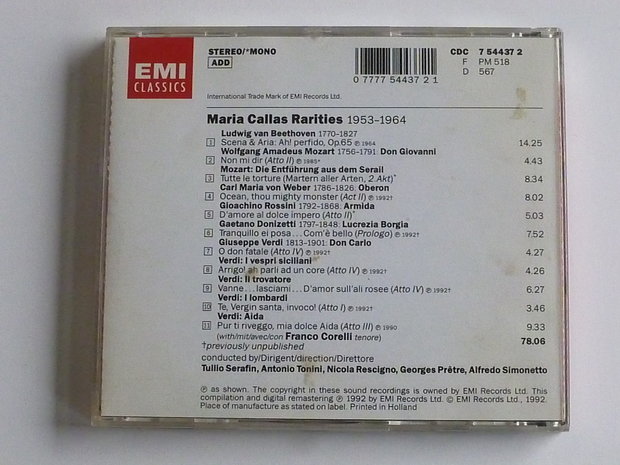 EMI
CLASSICS
STEREO/*MONO
ADD
0 7777 54437 2 1
CDC 7 54437 2
F PM 518
D 567
International Trade Mark of EMI Records Ltd.
Maria Callas Rarities 1953-1964
Ludwig van Beethoven 1770-1827
1 Scena & Aria: Ah! perfido, Op.65 ℗ 1964 14.25
Wolfgang Amadeus Mozart 1756-1791: Don Giovanni
2 Non mi dir (Atto II) ℗ 1985* 4.43
Mozart: Die Entführung aus dem Serail
3 Tutte le torture (Martern aller Arten, 2.Akt)* 8.34
Carl Maria von Weber 1786-1826: Oberon
4 Ocean, thou mighty monster (Act II) ℗ 1992† 8.02
Gioachino Rossini 1792-1868: Armida
5 D'amore al dolce impero (Atto II)* 5.03
Gaetano Donizetti 1797-1848: Lucrezia Borgia
6 Tranquillo ei posa...Com'è bello (Prologo) ℗ 1992† 7.52
Giuseppe Verdi 1813-1901: Don Carlo
7 O don fatale (Atto IV) ℗ 1992† 4.27
Verdi: I vespri siciliani
8 Arrigo! ah parli ad un core (Atto IV) ℗ 1992† 4.26
Verdi: Il trovatore
9 Vanne...lasciami...D'amor sull'ali rosee (Atto IV) ℗ 1992† 6.27
Verdi: I lombardi
10 Te, Vergin santa, invoco! (Atto I) ℗ 1992† 3.46
Verdi: Aida
11 Pur ti riveggo, mia dolce Aida (Atto III) ℗ 1990 9.33
(with/mit/avec/con Franco Corelli tenore) 78.06
†previously unpublished
conducted by/Dirigent/direction/Direttore
Tullio Serafin, Antonio Tonini, Nicola Rescigno, Georges Prêtre, Alfredo Simonetto
℗ as shown. The copyright in these sound recordings is owned by EMI Records Ltd. This
compilation and digital remastering ℗ 1992 by EMI Records Ltd. © EMI Records Ltd., 1992.
Place of manufacture as stated on label. Printed in Holland